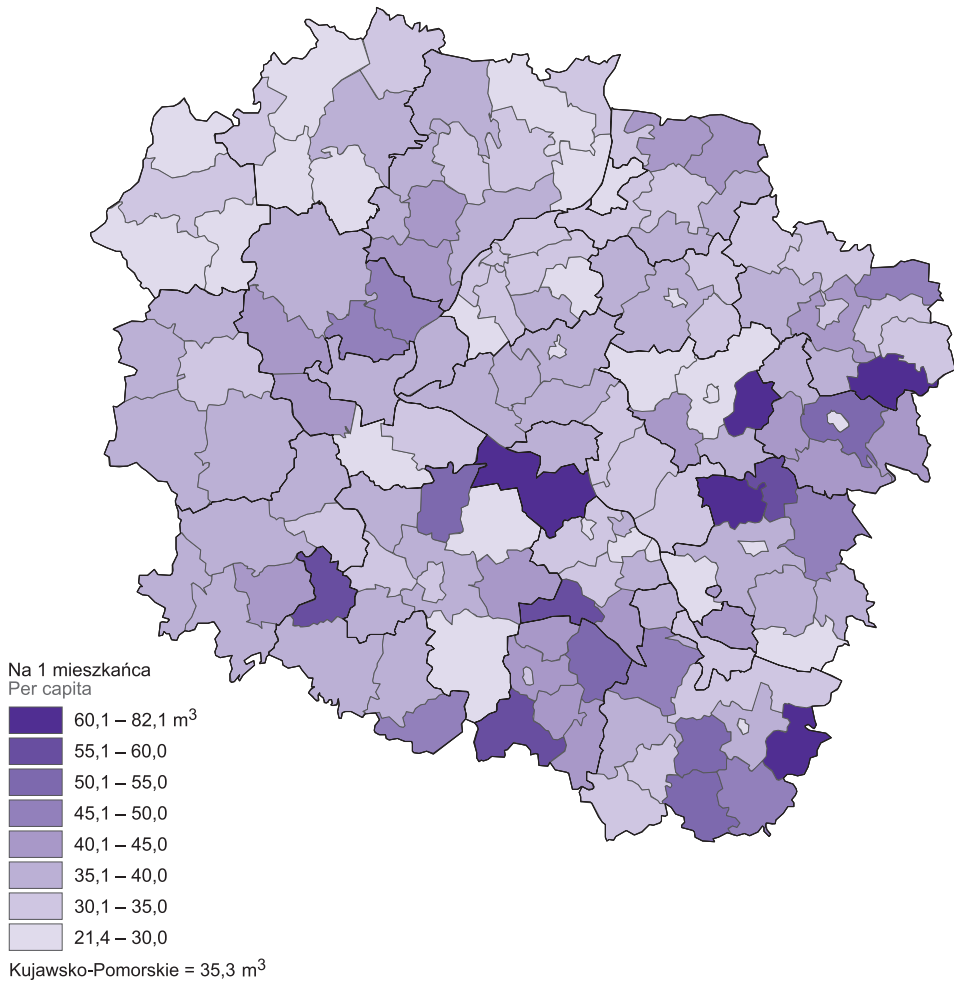 Na 1 mieszkańca
Per capita
60,1 – 82,1 m³
55,1 – 60,0
50,1 – 55,0
45,1 – 50,0
40,1 – 45,0
35,1 – 40,0
30,1 – 35,0
21,4 – 30,0
Kujawsko-Pomorskie = 35,3 m³